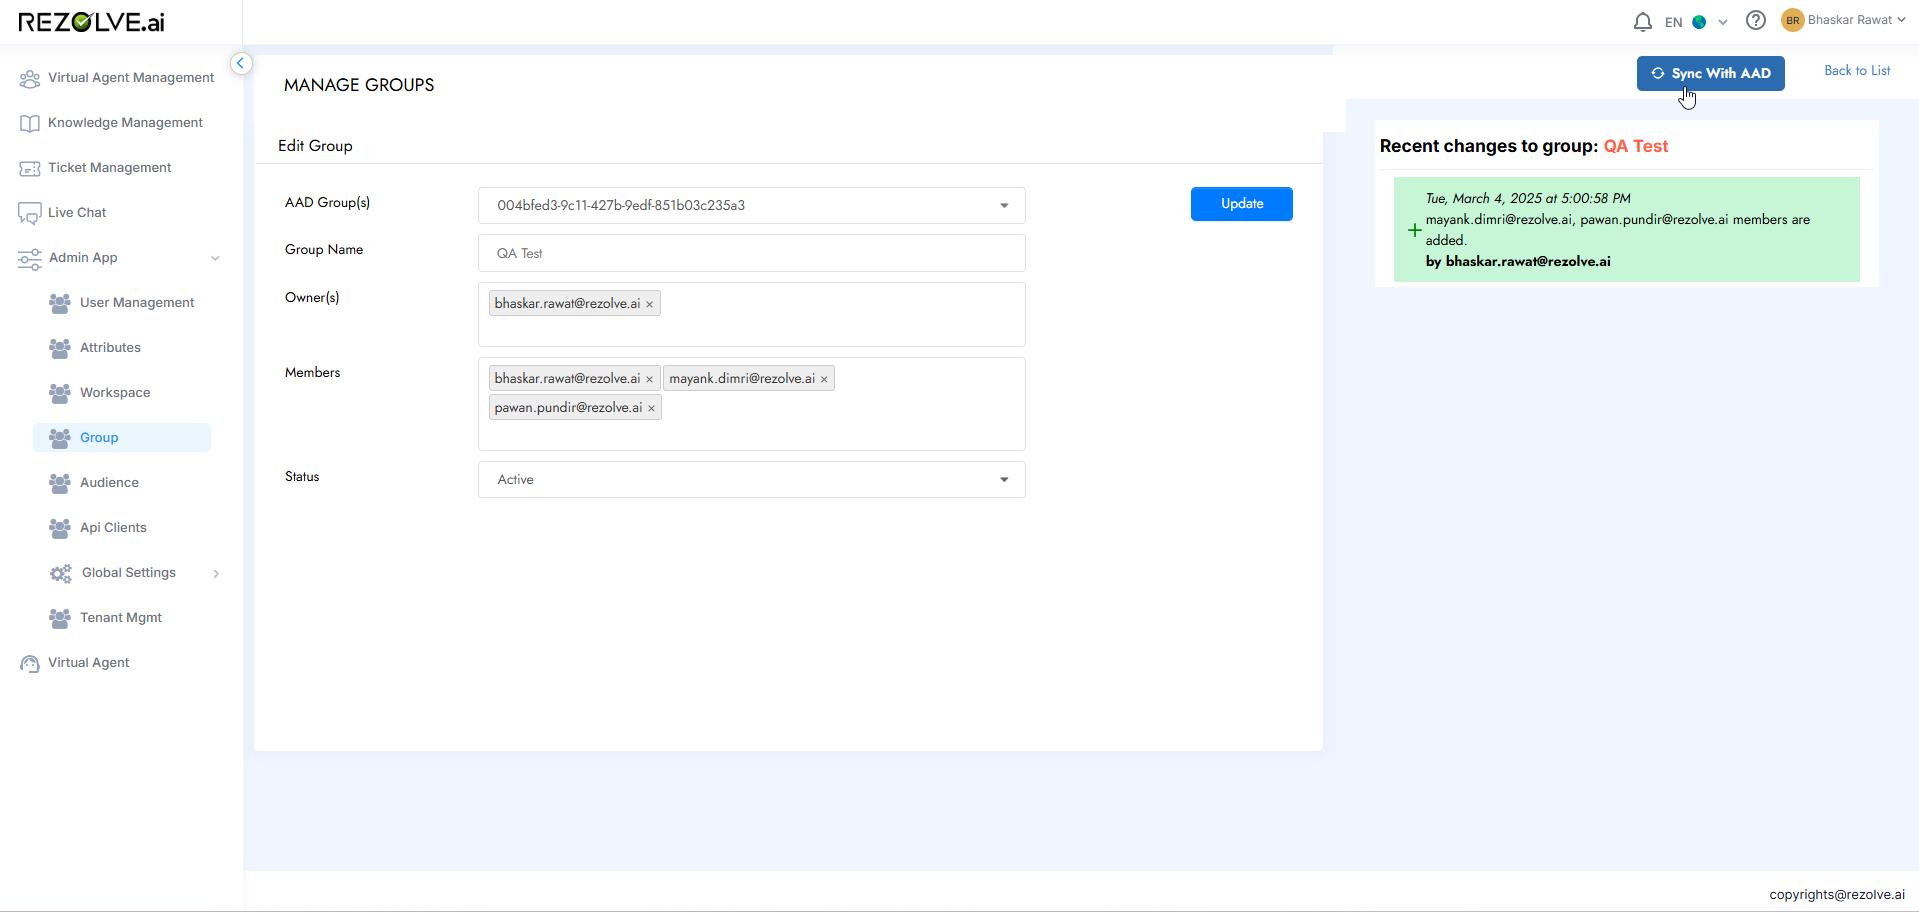 REZOLVE.ai
EN
BR
Bhaskar Rawat
Virtual Agent Management
Knowledge Management
Ticket Management
Live Chat
Admin App
User Management
Attributes
Workspace
Group
Audience
Api Clients
Global Settings
Tenant Mgmt
Virtual Agent
MANAGE GROUPS
Sync With AAD
Back to List
Edit Group
AAD Group(s)
004bfed3-9c11-427b-9edf-851b03c235a3
Update
Group Name
QA Test
Owner(s)
bhaskar.rawat@rezolve.ai ×
Members
bhaskar.rawat@rezolve.ai × mayank.dimri@rezolve.ai ×
pawan.pundir@rezolve.ai ×
Status
Active
Recent changes to group: QA Test
Tue, March 4, 2025 at 5:00:58 PM
mayank.dimri@rezolve.ai, pawan.pundir@rezolve.ai members are
added.
by bhaskar.rawat@rezolve.ai
copyrights@rezolve.ai